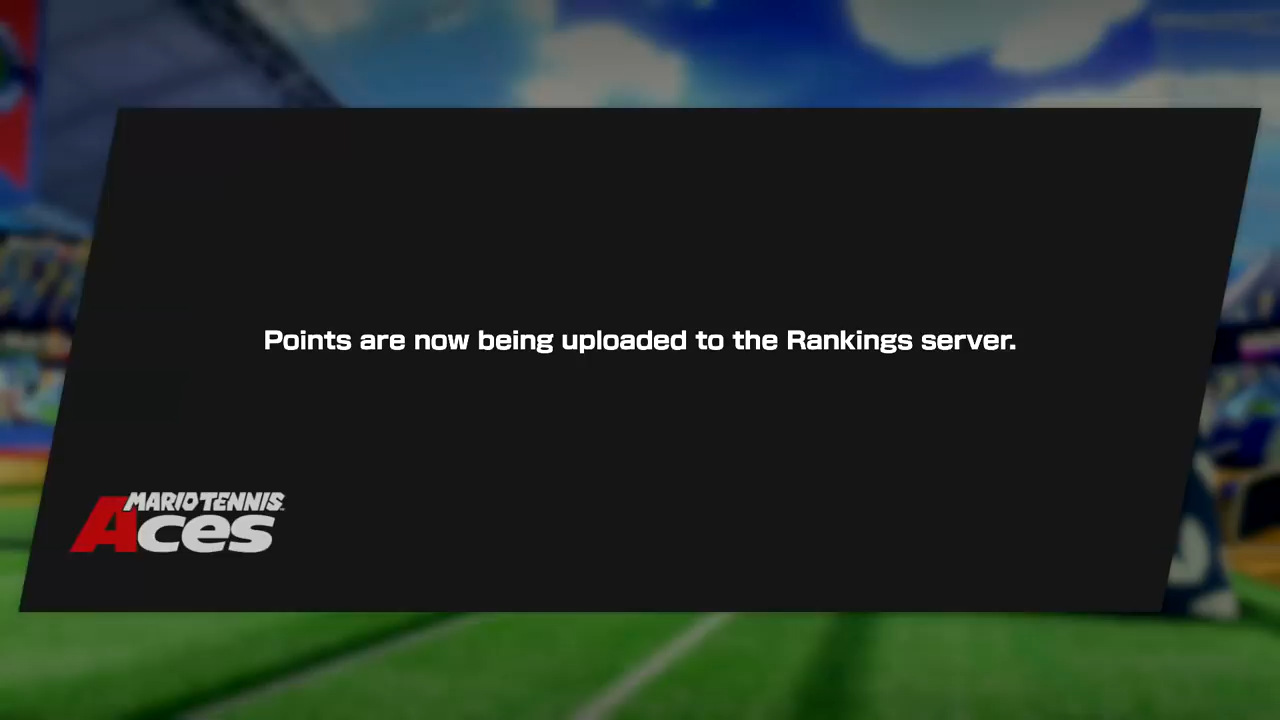 Points are now being uploaded to the Rankings server.
MARIO TENNIS
Aces